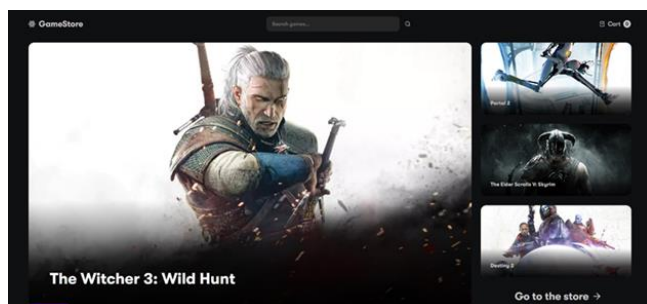 GameStore
Search games...
Cart 0
The Witcher 3: Wild Hunt
Portal 2
The Elder Scrolls V: Skyrim
Destiny 2
Go to the store →